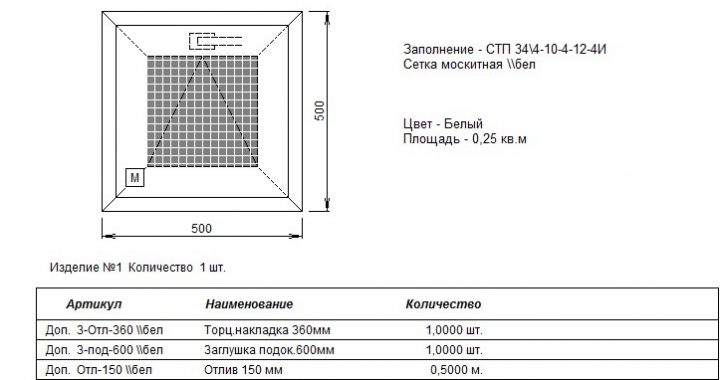 Заполнение - СТП 34\4-10-4-12-4И
Сетка москитная \\бел
500
Цвет - Белый
Площадь - 0,25 кв.м
М
500
Изделие №1 Количество 1 шт.
Артикул Наименование Количество
Доп. 3-Отл-360 \\бел Торц.накладка 360мм 1,0000 шт.
Доп. 3-под-600 \\бел Заглушка подок.600мм 1,0000 шт.
Доп. Отл-150 \\бел Отлив 150 мм 0,5000 м.